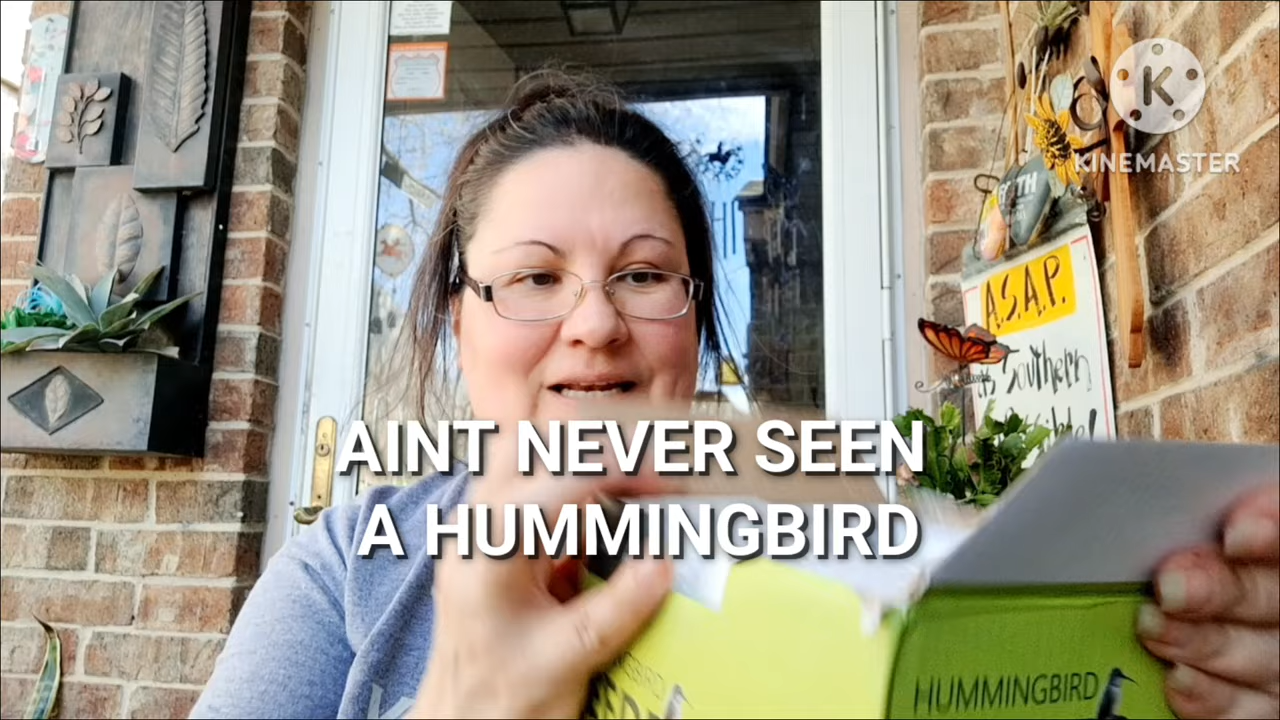 K
KINEMASTER
A.S.A.P.
Southern
AINT NEVER SEEN
A HUMMINGBIRD
HUMMINGBIRD